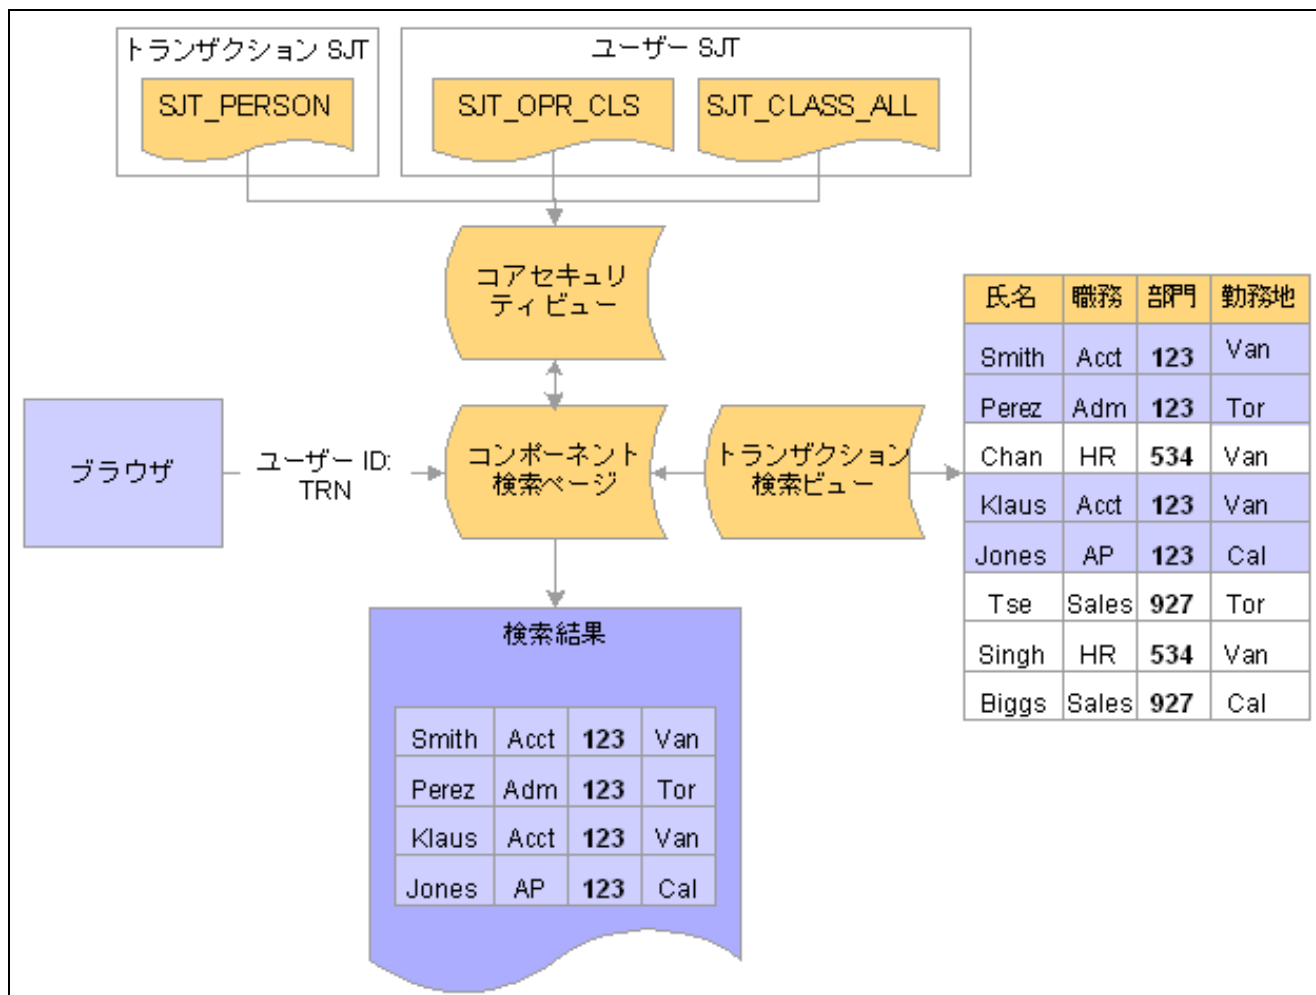 トランザクション SJT
ユーザー SJT
SJT_PERSON
SJT_OPR_CLS
SJT_CLASS_ALL
コアセキュリ
ティビュー
ブラウザ
ユーザー ID:
TRN
コンポーネント
検索ページ
トランザクション
検索ビュー
氏名 職務 部門 勤務地
Smith Acct 123 Van
Perez Adm 123 Tor
Chan HR 534 Van
Klaus Acct 123 Van
Jones AP 123 Cal
Tse Sales 927 Tor
Singh HR 534 Van
Biggs Sales 927 Cal
検索結果
Smith Acct 123 Van
Perez Adm 123 Tor
Klaus Acct 123 Van
Jones AP 123 Cal